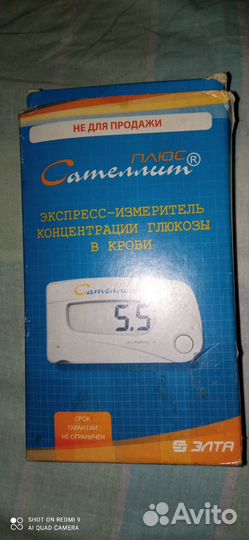 НЕ ДЛЯ ПРОДАЖИ
ПЛЮС
Сателлит®
ЭКСПРЕСС-ИЗМЕРИТЕЛЬ
КОНЦЕНТРАЦИИ ГЛЮКОЗЫ
В КРОВИ
Сателлит
5.5
СРОК
ГАРАНТИИ
НЕ ОГРАНИЧЕН
ЭЛТА
SHOT ON REDMI 9
AI QUAD CAMERA
Avito